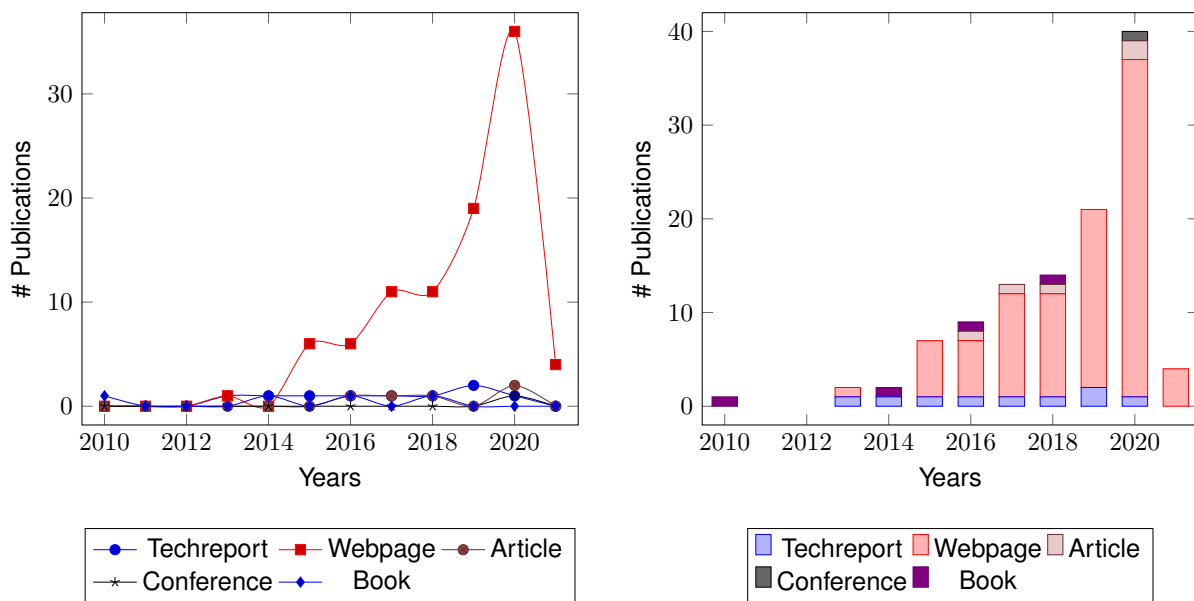 30
20
10
0
# Publications
2010 2012 2014 2016 2018 2020
Years
Techreport Webpage Article
Conference Book
40
30
20
10
0
# Publications
2010 2012 2014 2016 2018 2020
Years
Techreport Webpage Article
Conference Book